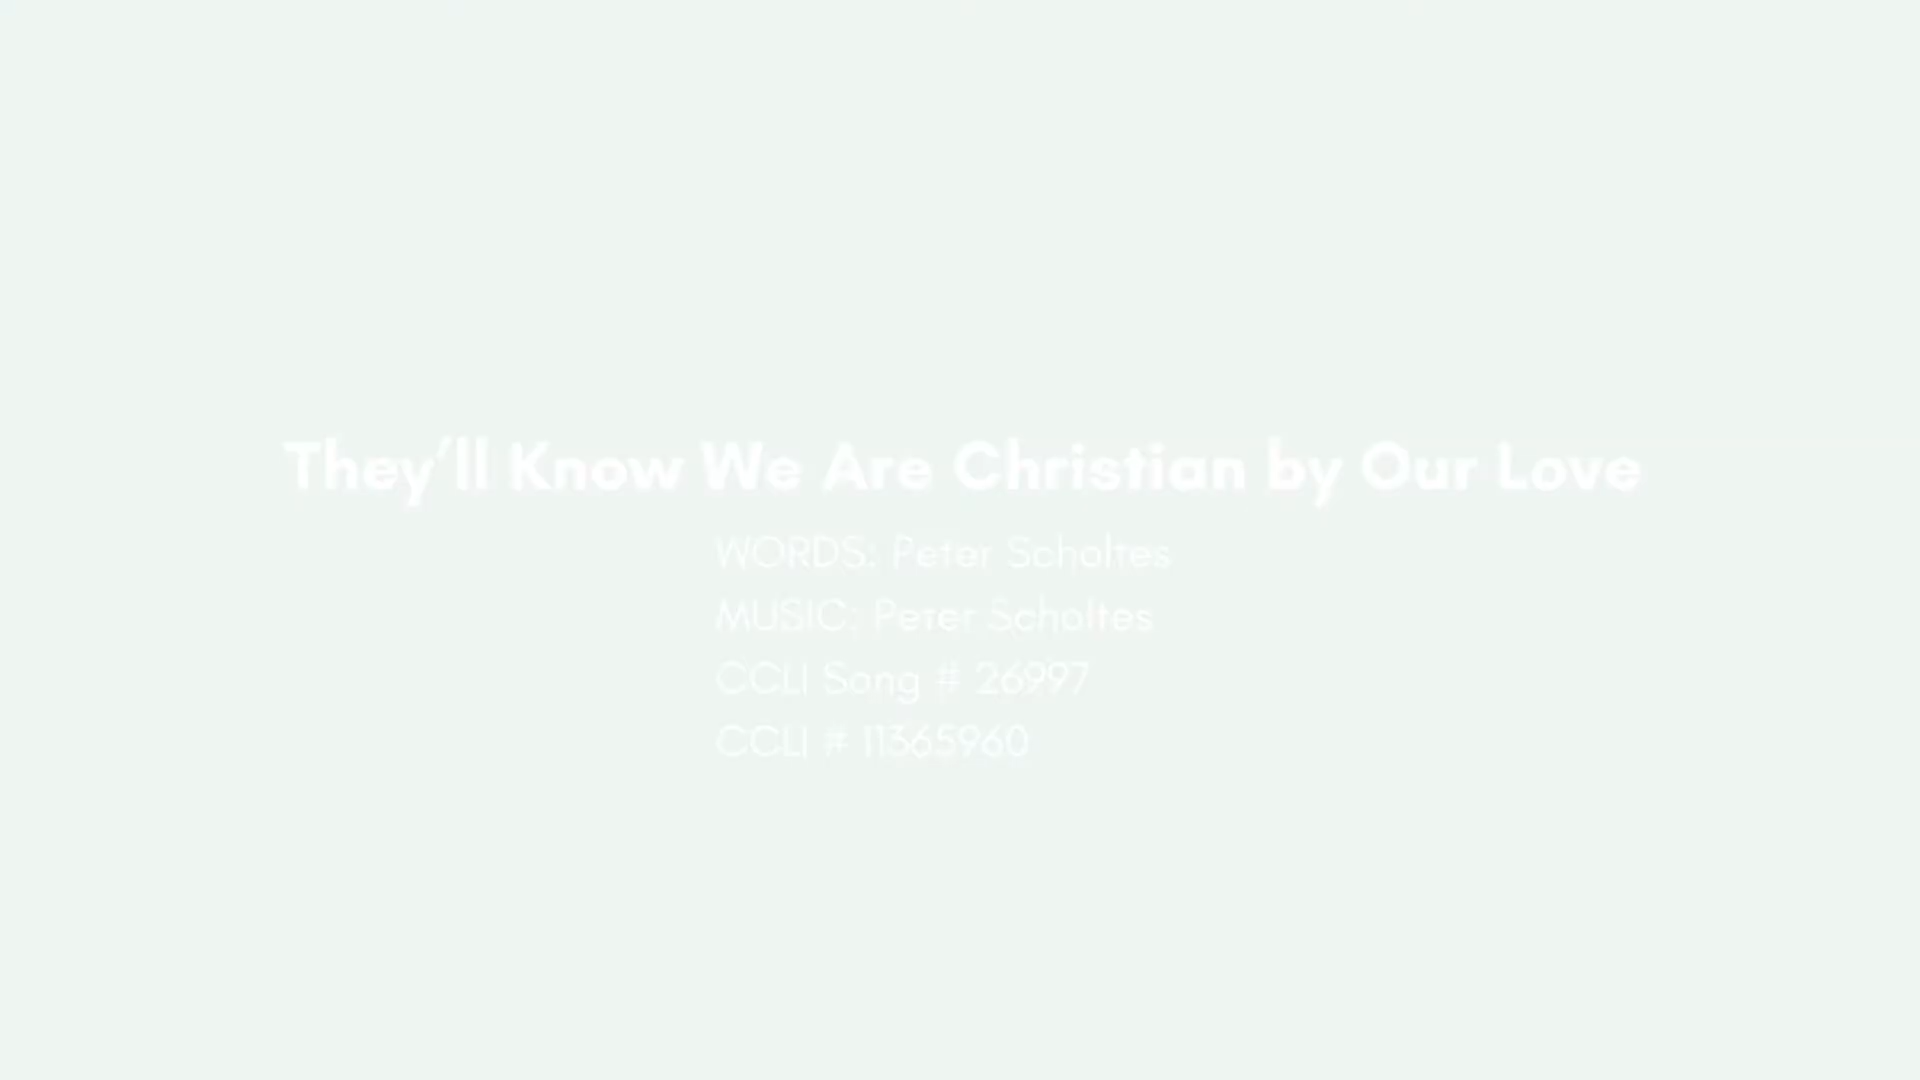 They’ll Know We Are Christian by Our Love
WORDS: Peter Scholtes
MUSIC: Peter Scholtes
CCLI Song # 26997
CCLI # 11365960